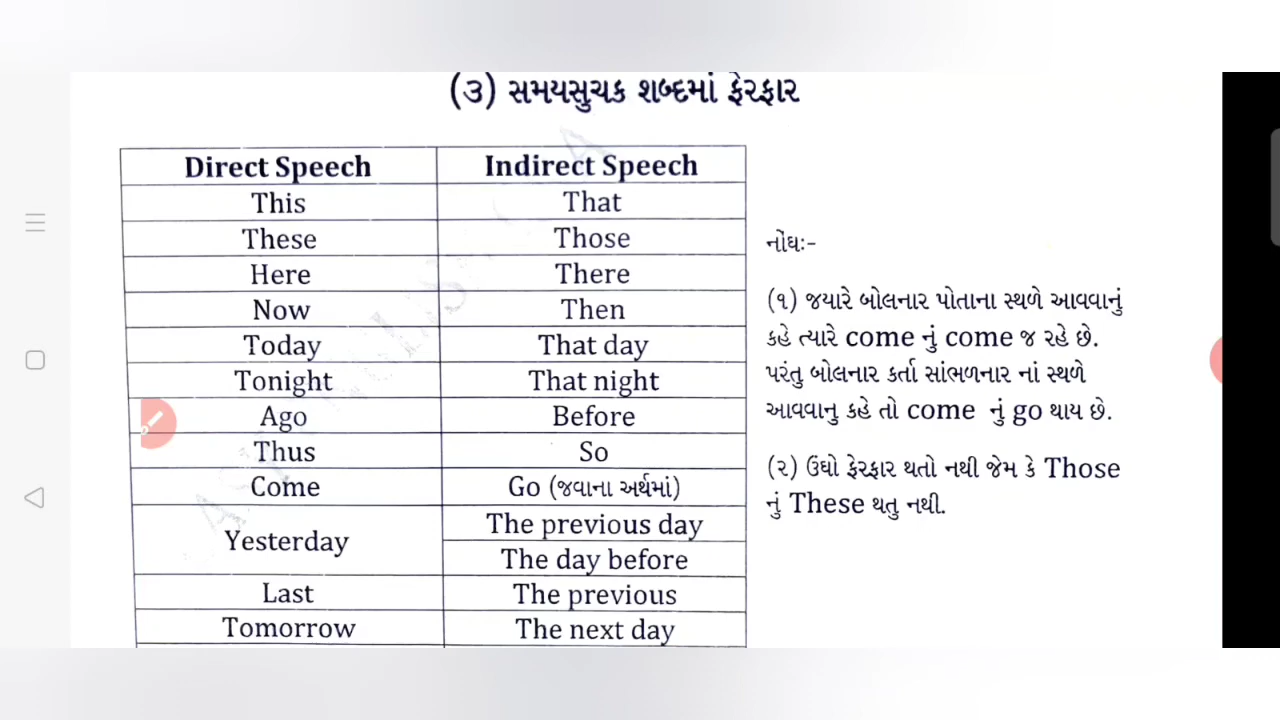 (૩) સમયસુચક શબ્દમાં ફેરફાર
Direct Speech Indirect Speech
This That
These Those
Here There
Now Then
Today That day
Tonight That night
Ago Before
Thus So
Come Go (જવાના અર્થમાં)
Yesterday The previous day
The day before
Last The previous
Tomorrow The next day
નોંધઃ-
(૧) જયારે બોલનાર પોતાના સ્થળે આવવાનું
કહે ત્યારે come નું come જ રહે છે.
પરંતુ બોલનાર કર્તા સાંભળનાર નાં સ્થળે
આવવાનુ કહે તો come નું go થાય છે.
(૨) ઉંઘો ફેરફાર થતો નથી જેમ કે Those
નું These થતુ નથી.